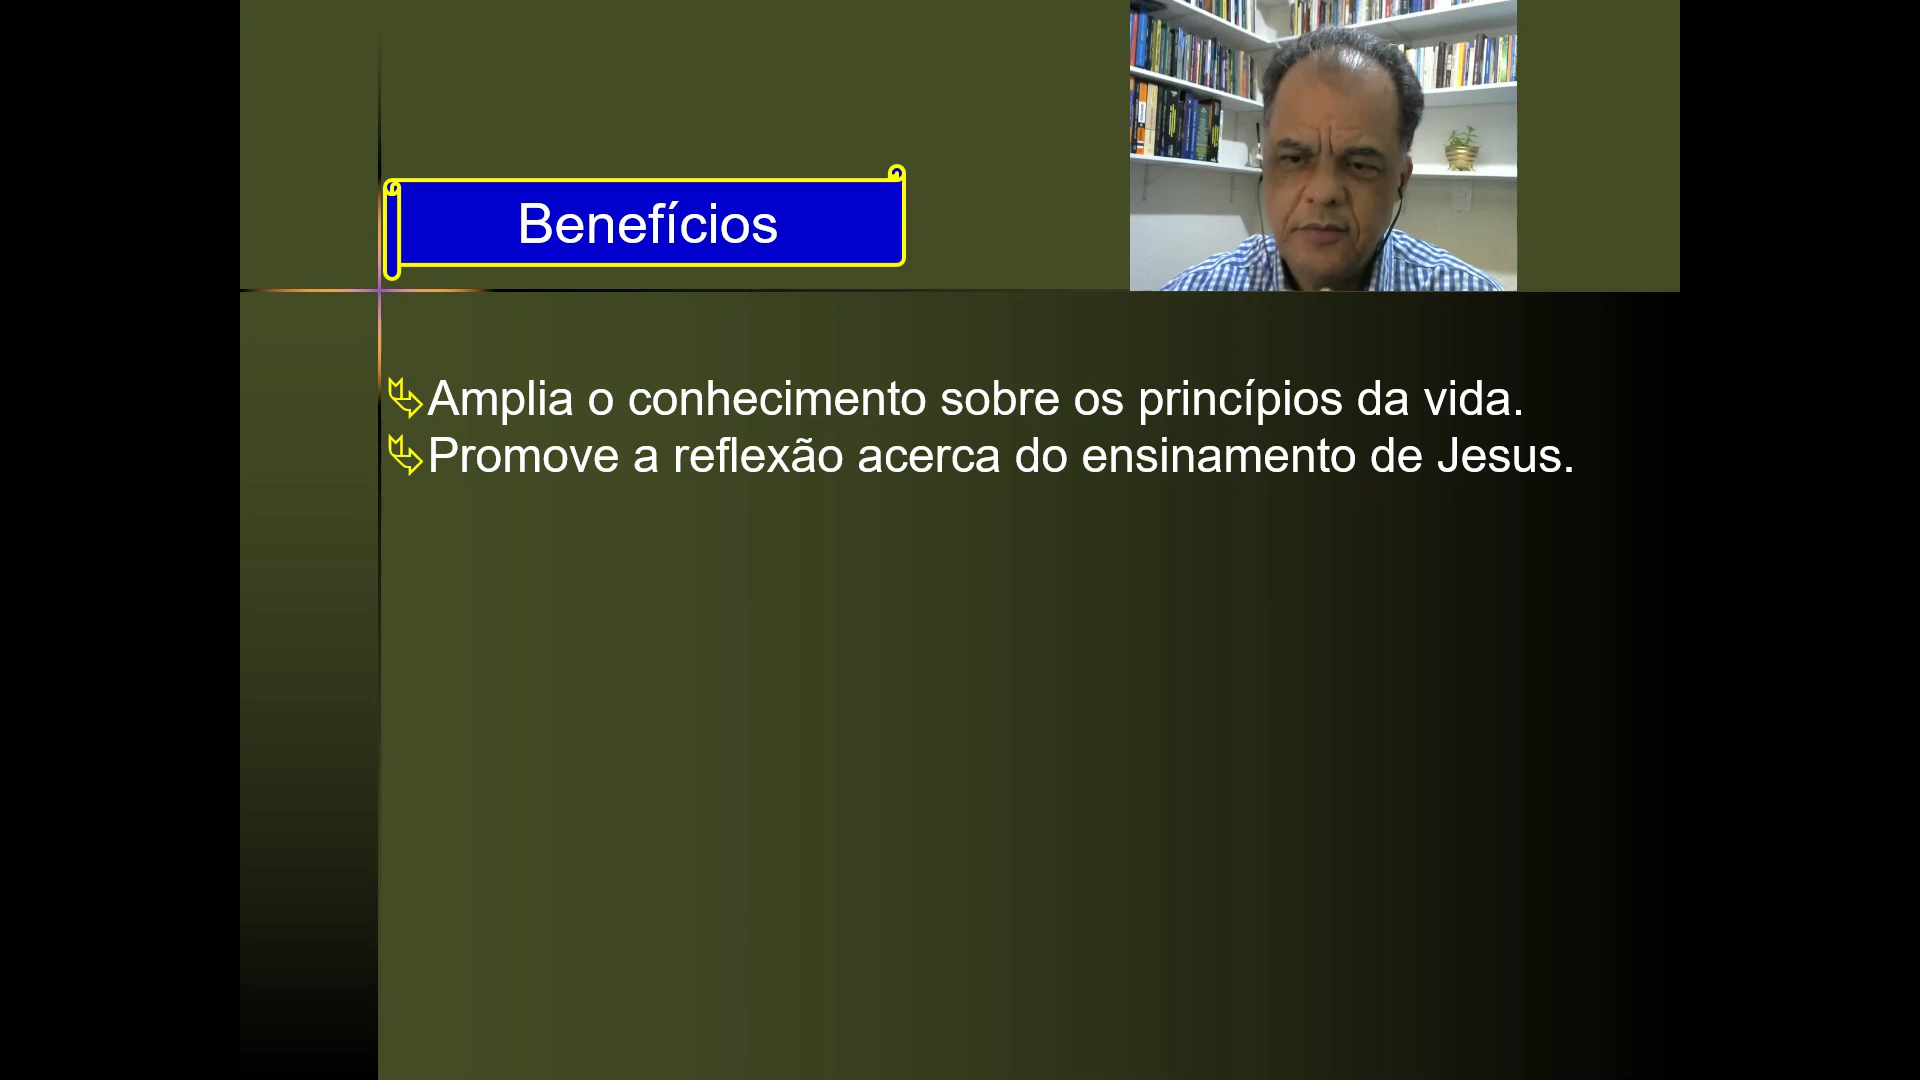 Benefícios
Amplia o conhecimento sobre os princípios da vida.
Promove a reflexão acerca do ensinamento de Jesus.